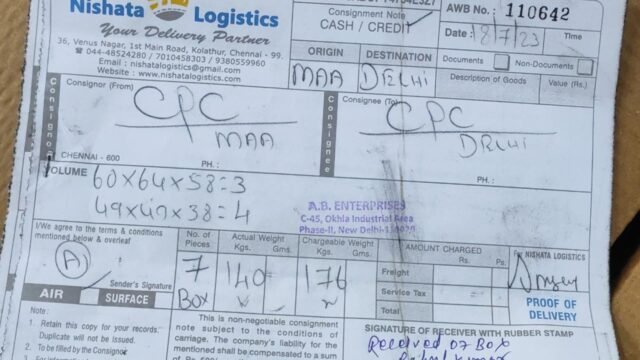 Nishata Logistics
Your Delivery Partner
36, Venus Nagar, 1st Main Road, Kolathur, Chennai - 99.
☎ 044-48524280 / 7010458303 / 9380559960
Email : nishatalogistics.com
Website : www.nishatalogistics.com
Consignment Note
CASH / CREDIT
AWB No. : 110642
Date : 18/7/23 Time
ORIGIN DESTINATION
MAA DELHI
Documents Non-Documents
Description of Goods Value (Rs.)
Consignor
Consignor (From)
CPC
MAA
CHENNAI - 600 PH. :
Consignee
Consignee (To)
CPC
DELHI
PH. :
VOLUME
60x64x58=3
49x47x38=4
A.B. ENTERPRISES
C-45, Okhla Industrial Area
Phase-II, New Delhi-110020
I/We agree to the terms & conditions
mentioned below & overleaf
A
Sender's Signature
AIR SURFACE
No. of Pieces
7
BOX
Actual Weight
Kgs. Gms.
140
Chargeable Weight
Kgs. Gms.
176
AMOUNT CHARGED
Rs. Ps.
Freight
Service Tax
Total
For NISHATA LOGISTICS
PROOF OF
DELIVERY
Note :
1. Retain this copy for your records.
Duplicate will not be issued.
2. To be filled by the Consignor
This is non-negotiable consignment
note subject to the conditions of
carriage. The company's liability for the
mentioned shall be compensated to a sum
SIGNATURE OF RECEIVER WITH RUBBER STAMP
Received 07 Box